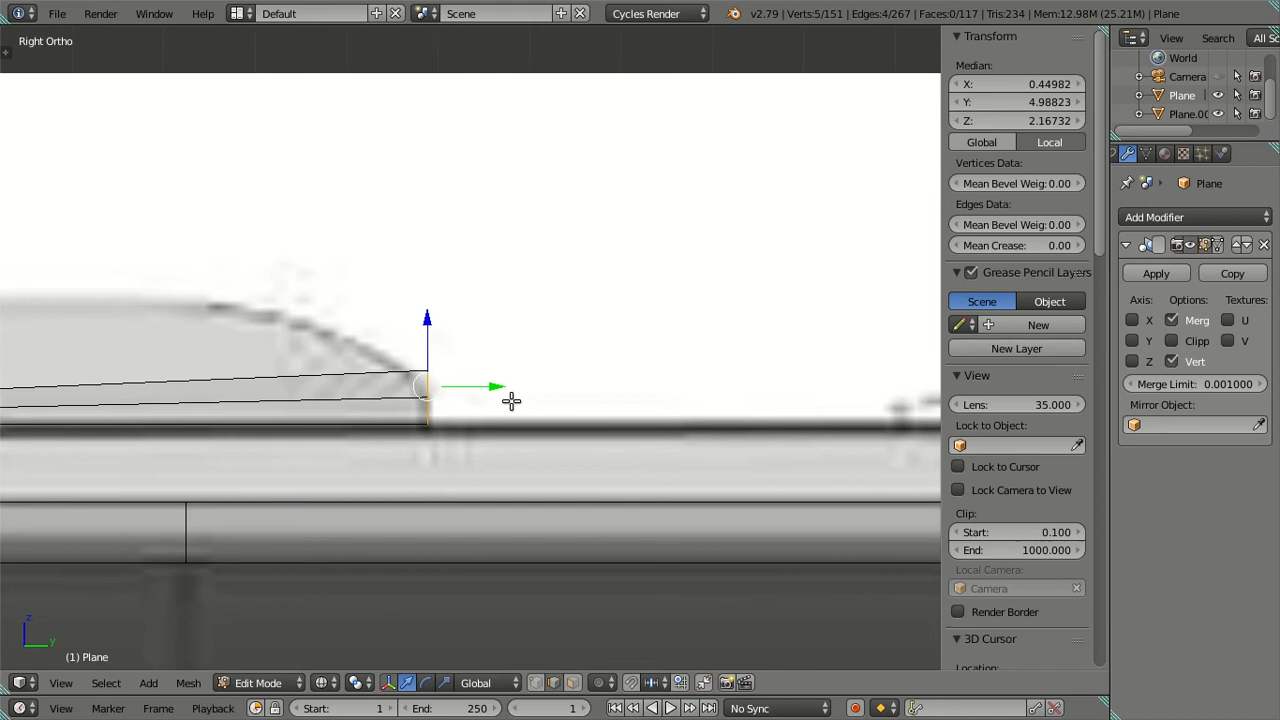 File Render Window Help Default Scene Cycles Render v2.79 | Verts:5/151 | Edges:4/267 | Faces:0/117 | Tris:234 | Mem:12.98M (25.21M) | Plane
Right Ortho
Transform
View Search All Sc
World
Median:
Camera
X: 0.44982
Plane
Y: 4.98823
Plane.00
Z: 2.16732
Global Local
Vertices Data:
Mean Bevel Weig: 0.00
Plane
Edges Data:
Add Modifier
Mean Bevel Weig: 0.00
Mean Crease: 0.00
Grease Pencil Layers
Apply Copy
Scene Object
Axis: Options: Textures:
New
X Merg U
New Layer
Y Clipp V
View
Z Vert
Lens: 35.000
Merge Limit: 0.001000
Lock to Object:
Mirror Object:
Lock to Cursor
Lock Camera to View
Clip:
Start: 0.100
End: 1000.000
Local Camera:
Camera
Render Border
z
3D Cursor
y
(1) Plane
Location:
View Select Add Mesh Edit Mode Global
View Marker Frame Playback Start: 1 End: 250 1 No Sync